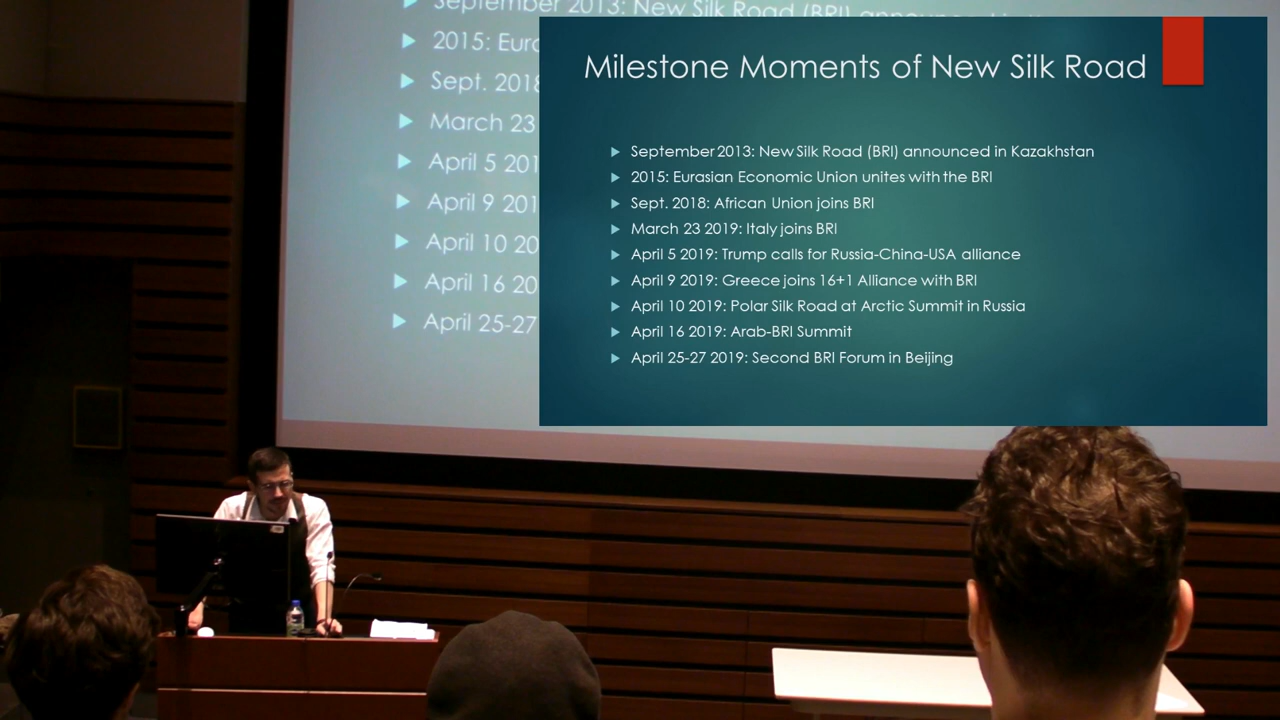 September 2013: New Silk Road (BRI)
2015: Euro
Sept. 2018
March 23
April 5 201
April 9 201
April 10 20
April 16 20
April 25-27
Milestone Moments of New Silk Road
September 2013: New Silk Road (BRI) announced in Kazakhstan
2015: Eurasian Economic Union unites with the BRI
Sept. 2018: African Union joins BRI
March 23 2019: Italy joins BRI
April 5 2019: Trump calls for Russia-China-USA alliance
April 9 2019: Greece joins 16+1 Alliance with BRI
April 10 2019: Polar Silk Road at Arctic Summit in Russia
April 16 2019: Arab-BRI Summit
April 25-27 2019: Second BRI Forum in Beijing